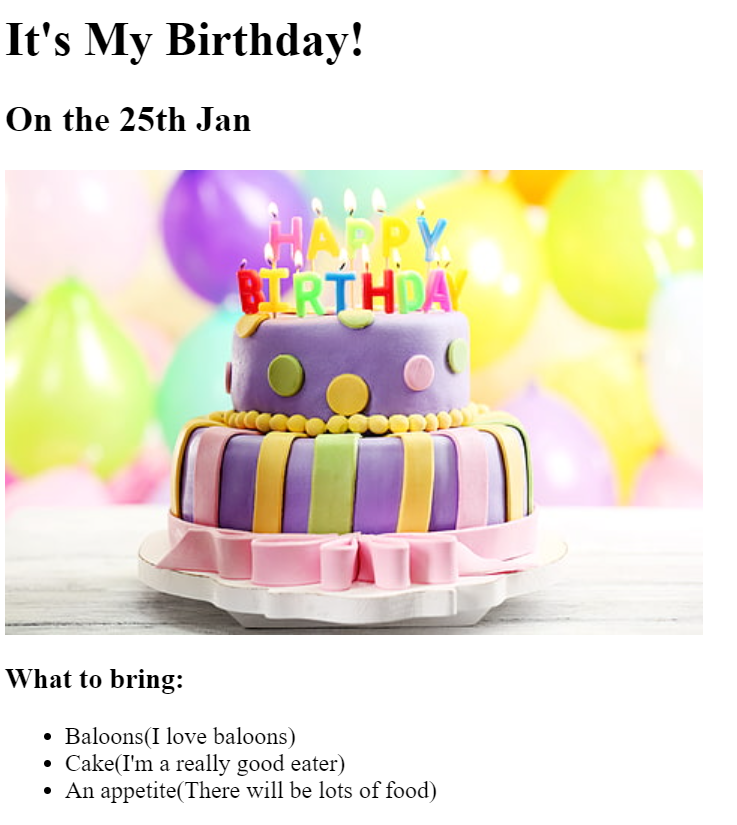 It's My Birthday!
On the 25th Jan
HAPPY
BIRTHDAY
What to bring:
Baloons(I love baloons)
Cake(I'm a really good eater)
An appetite(There will be lots of food)